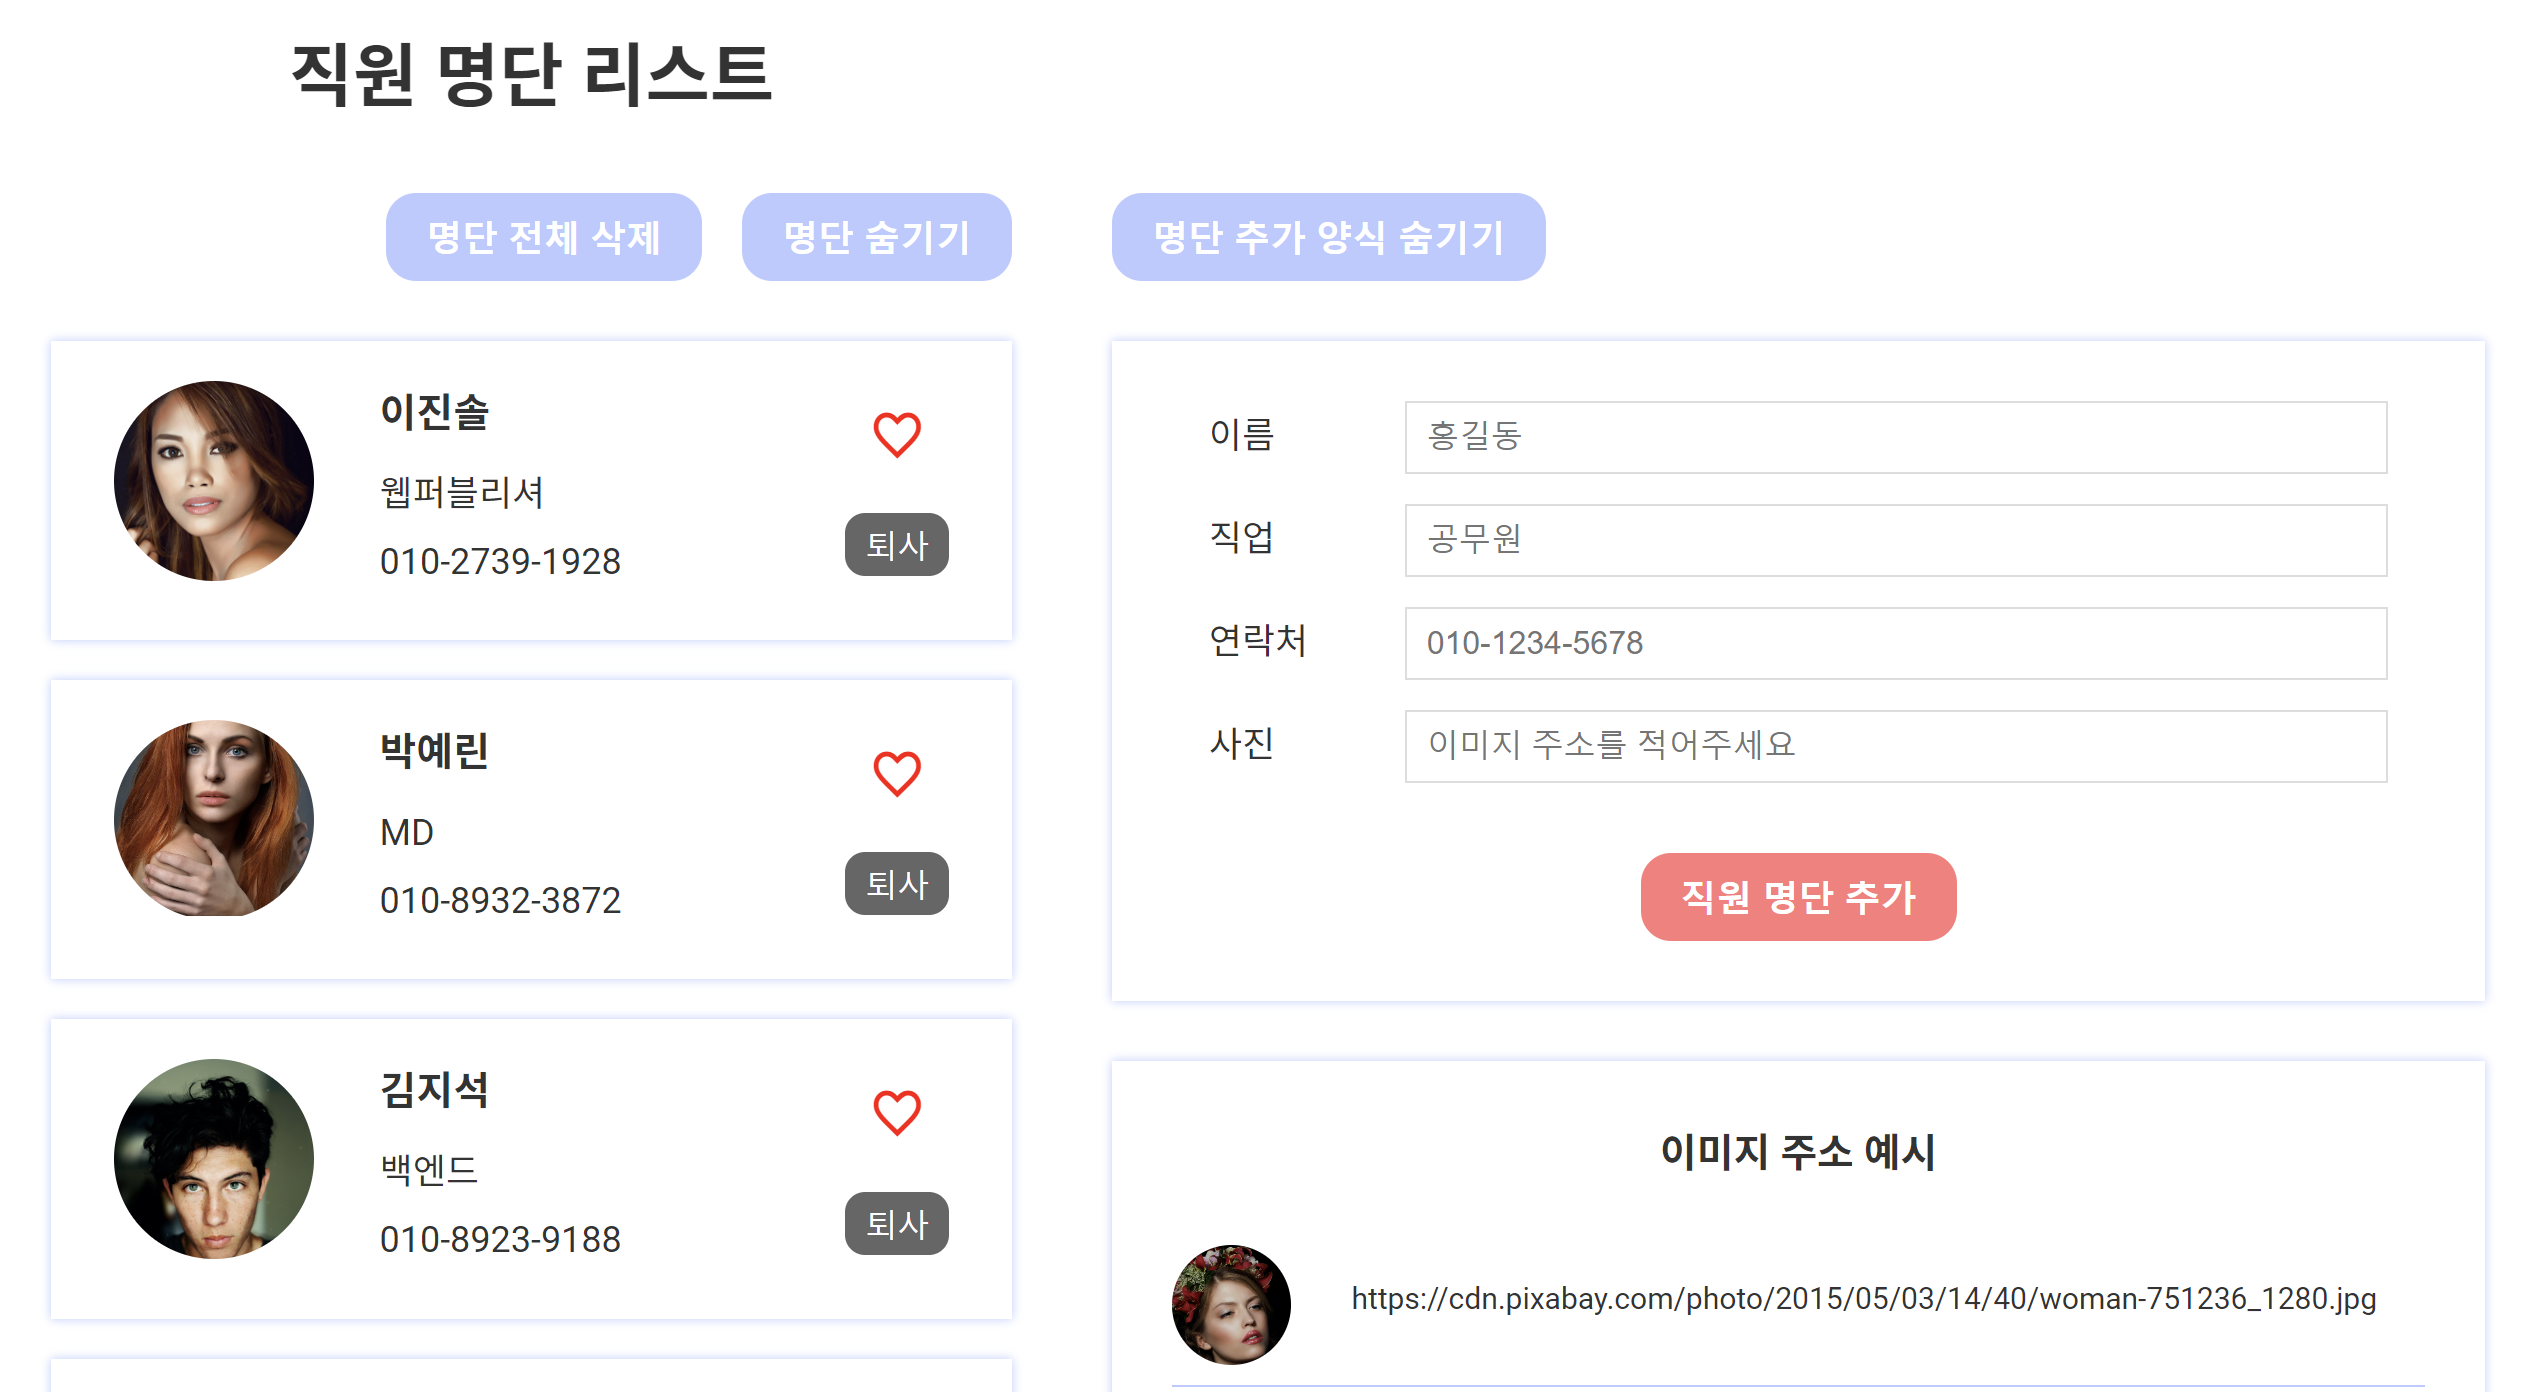 직원 명단 리스트
명단 전체 삭제
명단 숨기기
명단 추가 양식 숨기기
이진솔
웹퍼블리셔
010-2739-1928
퇴사
박예린
MD
010-8932-3872
퇴사
김지석
백엔드
010-8923-9188
퇴사
이름
홍길동
직업
공무원
연락처
010-1234-5678
사진
이미지 주소를 적어주세요
직원 명단 추가
이미지 주소 예시
https://cdn.pixabay.com/photo/2015/05/03/14/40/woman-751236_1280.jpg